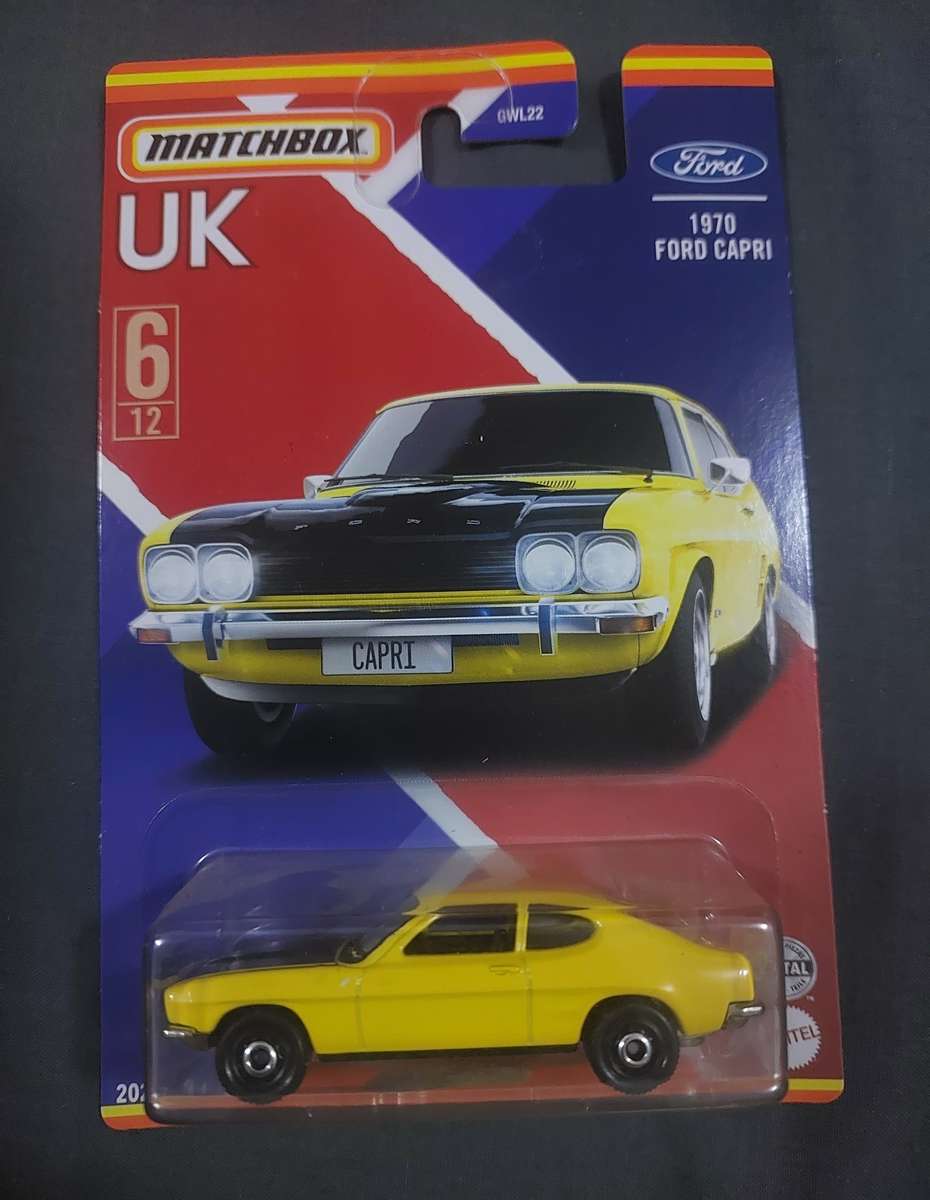 GWL22
MATCHBOX
UK
Ford
1970
FORD CAPRI
6
12
FORD
CAPRI